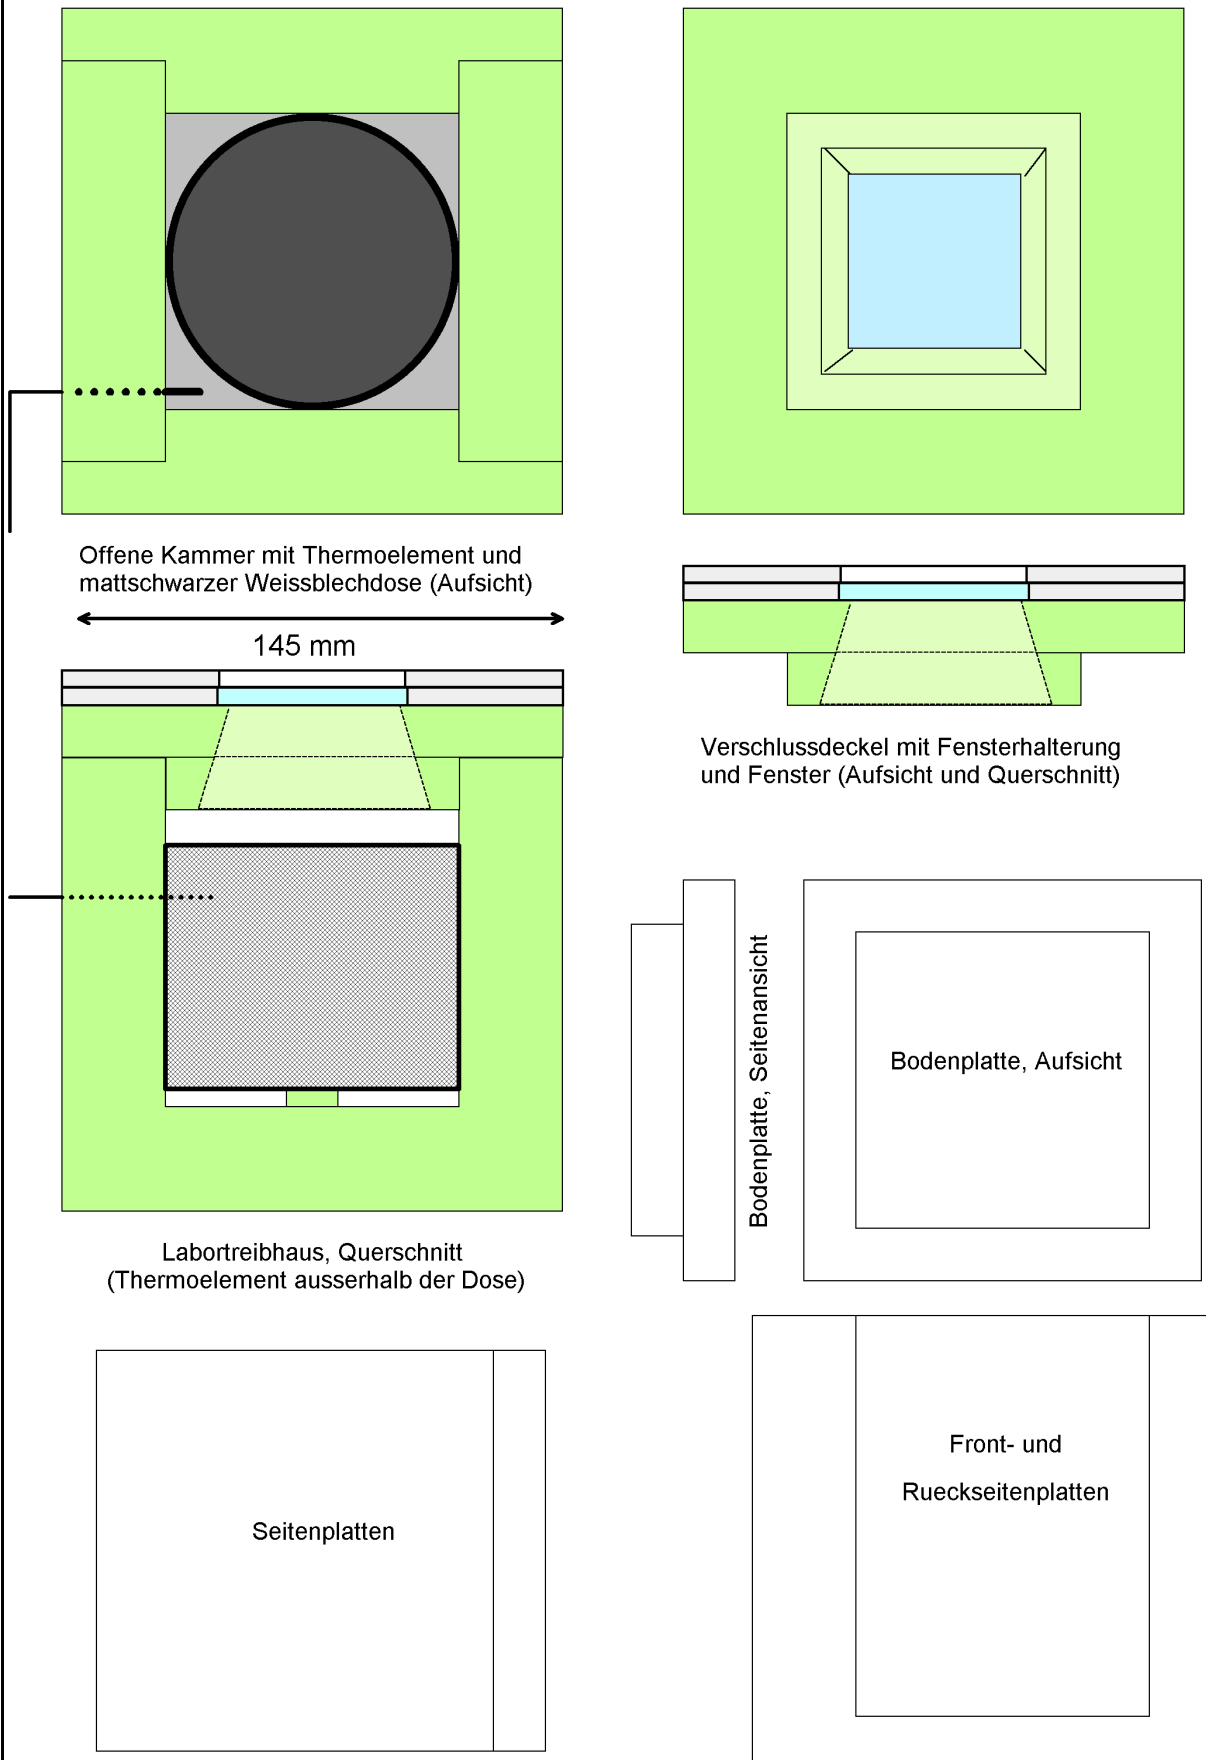 Offene Kammer mit Thermoelement und
mattschwarzer Weissblechdose (Aufsicht)
145 mm
Verschlussdeckel mit Fensterhalterung
und Fenster (Aufsicht und Querschnitt)
Bodenplatte, Seitenansicht
Bodenplatte, Aufsicht
Labortreibhaus, Querschnitt
(Thermoelement ausserhalb der Dose)
Seitenplatten
Front- und
Rueckseitenplatten